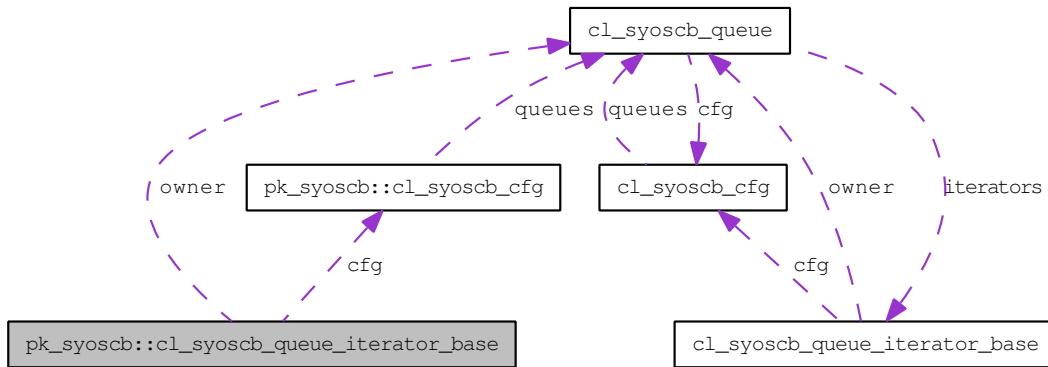 cl_syoscb_queue
queues
queues
cfg
owner
pk_syoscb::cl_syoscb_cfg
cl_syoscb_cfg
owner
iterators
cfg
cfg
pk_syoscb::cl_syoscb_queue_iterator_base
cl_syoscb_queue_iterator_base